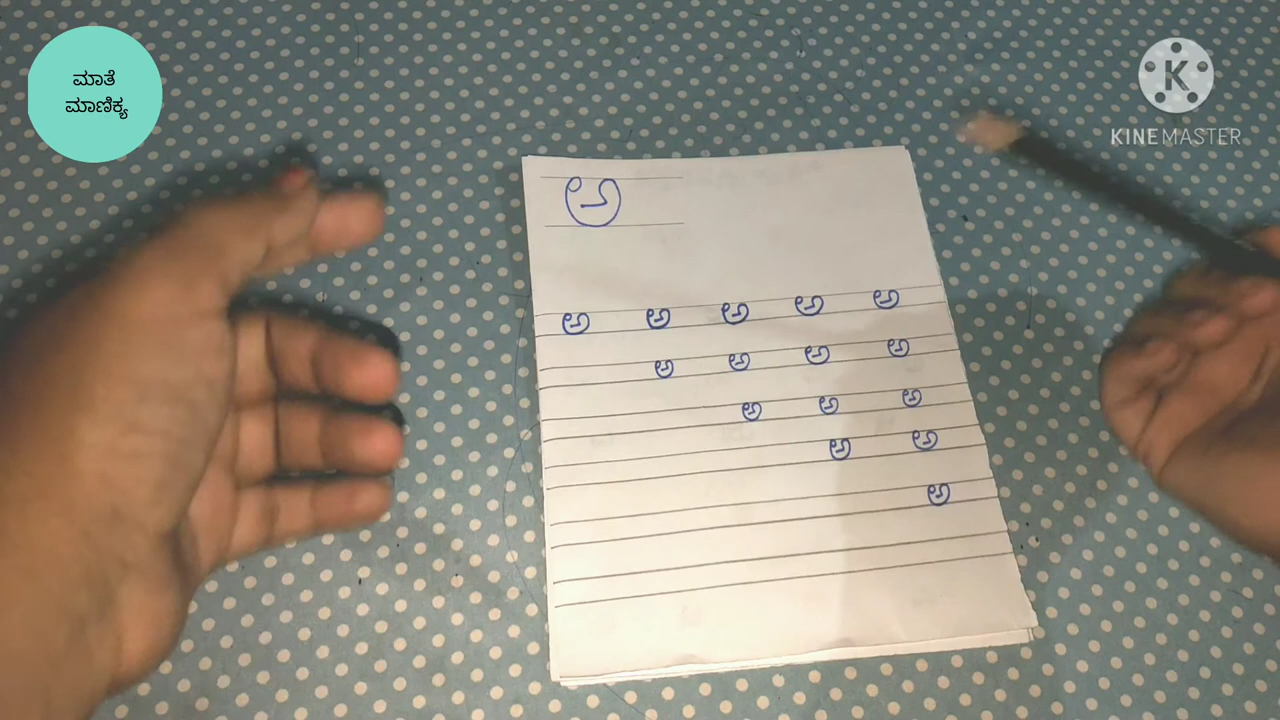 ಮಾತೆ
ಮಾಣಿಕ್ಯ
KINEMASTER
ಅ
ಅ ಅ ಅ ಅ ಅ
ಅ ಅ ಅ ಅ
ಅ ಅ ಅ
ಅ ಅ
ಅ